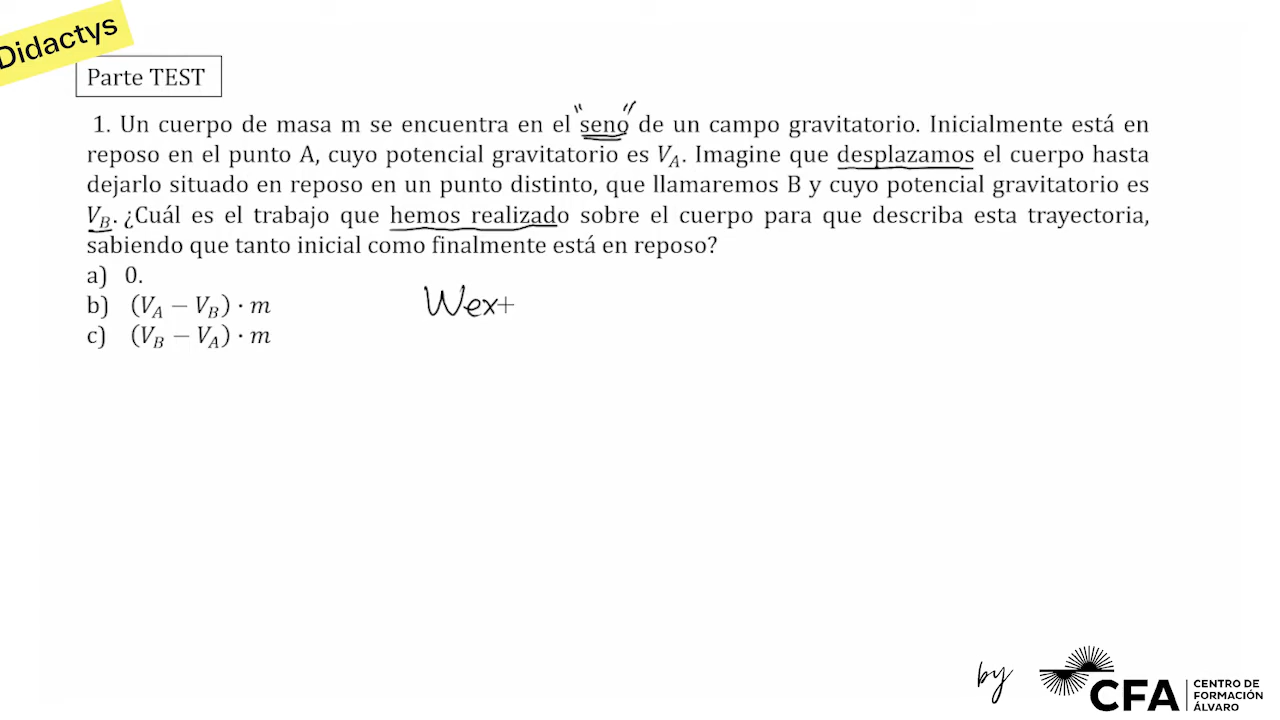 Didactys
Parte TEST
1. Un cuerpo de masa m se encuentra en el "seno" de un campo gravitatorio. Inicialmente está en
reposo en el punto A, cuyo potencial gravitatorio es V_A. Imagine que desplazamos el cuerpo hasta
dejarlo situado en reposo en un punto distinto, que llamaremos B y cuyo potencial gravitatorio es
V_B. ¿Cuál es el trabajo que hemos realizado sobre el cuerpo para que describa esta trayectoria,
sabiendo que tanto inicial como finalmente está en reposo?
a) 0.
b) (V_A − V_B) · m
c) (V_B − V_A) · m
Wext
by
CFA
CENTRO DE
FORMACIÓN
ÁLVARO